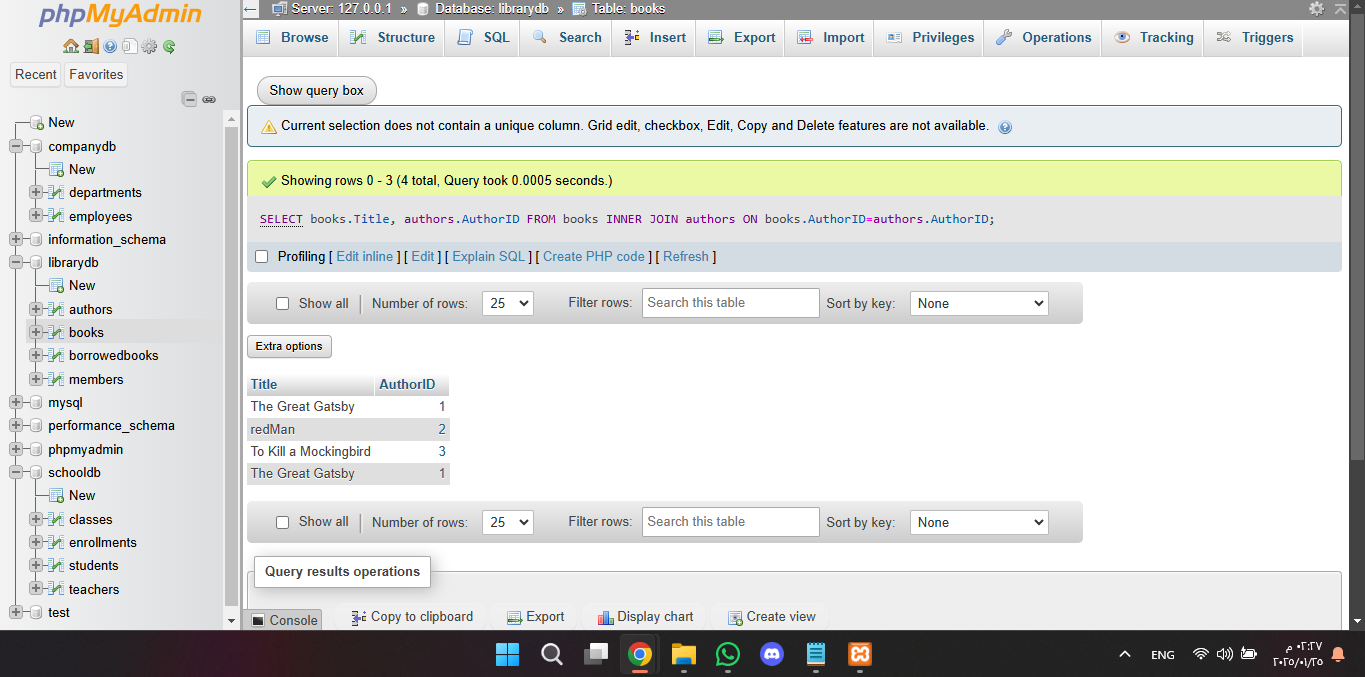 phpMyAdmin
Recent Favorites
New
companydb
New
departments
employees
information_schema
librarydb
New
authors
books
borrowedbooks
members
mysql
performance_schema
phpmyadmin
schooldb
New
classes
enrollments
students
teachers
test
Server: 127.0.0.1 » Database: librarydb » Table: books
Browse Structure SQL Search Insert Export Import Privileges Operations Tracking Triggers
Show query box
Current selection does not contain a unique column. Grid edit, checkbox, Edit, Copy and Delete features are not available.
Showing rows 0 - 3 (4 total, Query took 0.0005 seconds.)
SELECT books.Title, authors.AuthorID FROM books INNER JOIN authors ON books.AuthorID=authors.AuthorID;
Profiling [ Edit inline ] [ Edit ] [ Explain SQL ] [ Create PHP code ] [ Refresh ]
Show all | Number of rows: 25 Filter rows: Search this table Sort by key: None
Extra options
Title AuthorID
The Great Gatsby 1
redMan 2
To Kill a Mockingbird 3
The Great Gatsby 1
Show all | Number of rows: 25 Filter rows: Search this table Sort by key: None
Query results operations
Copy to clipboard Export Display chart Create view
Console
ENG
٠٢:٢٧ م
٢٠٢٥/٠١/٢٥